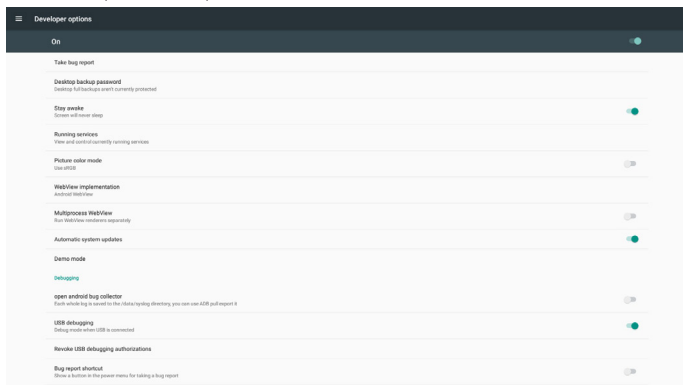 Developer options
On
Take bug report
Desktop backup password
Desktop full backups aren't currently protected
Stay awake
Screen will never sleep
Running services
View and control currently running services
Picture color mode
Use sRGB
WebView implementation
Android WebView
Multiprocess WebView
Run WebView renderers separately
Automatic system updates
Demo mode
Debugging
open android bug collector
Each whole log is saved to the /data/syslog directory, you can use ADB pull export it
USB debugging
Debug mode when USB is connected
Revoke USB debugging authorizations
Bug report shortcut
Show a button in the power menu for taking a bug report